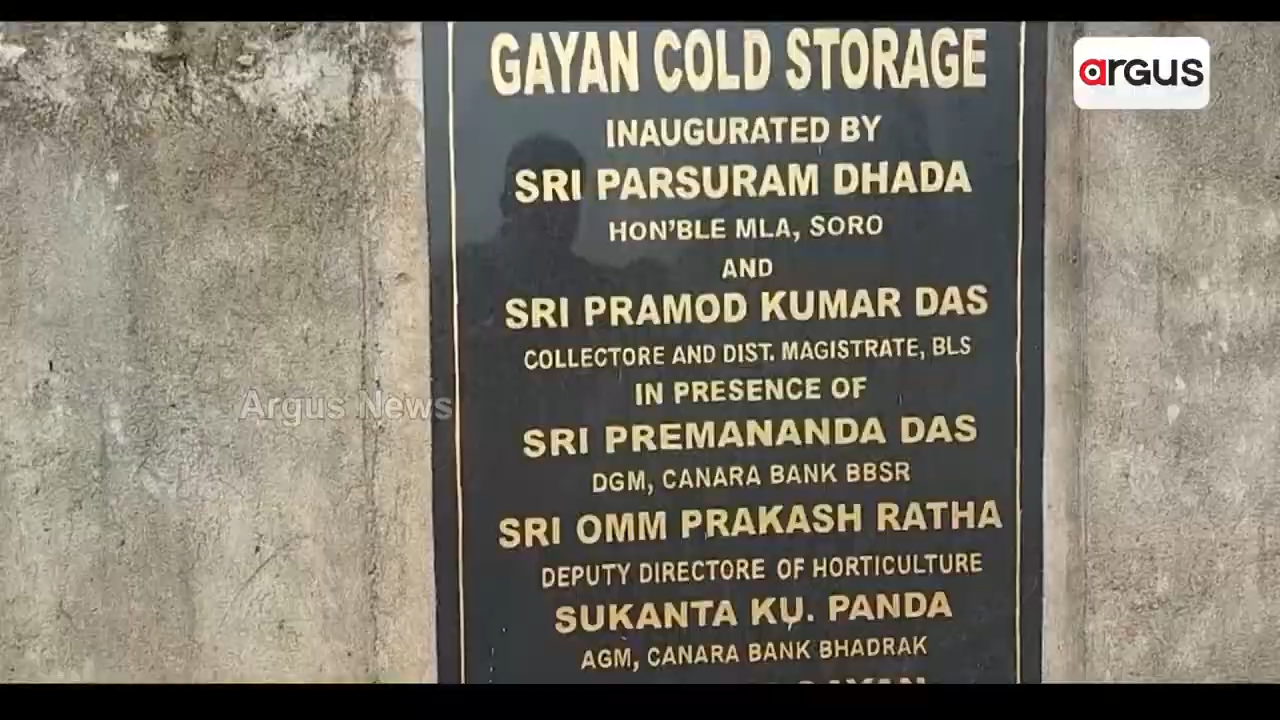 GAYAN COLD STORAGE
argus
INAUGURATED BY
SRI PARSURAM DHADA
HON'BLE MLA, SORO
AND
SRI PRAMOD KUMAR DAS
COLLECTORE AND DIST. MAGISTRATE, BLS
IN PRESENCE OF
Argus News
SRI PREMANANDA DAS
DGM, CANARA BANK BBSR
SRI OMM PRAKASH RATHA
DEPUTY DIRECTORE OF HORTICULTURE
SUKANTA KU. PANDA
AGM, CANARA BANK BHADRAK